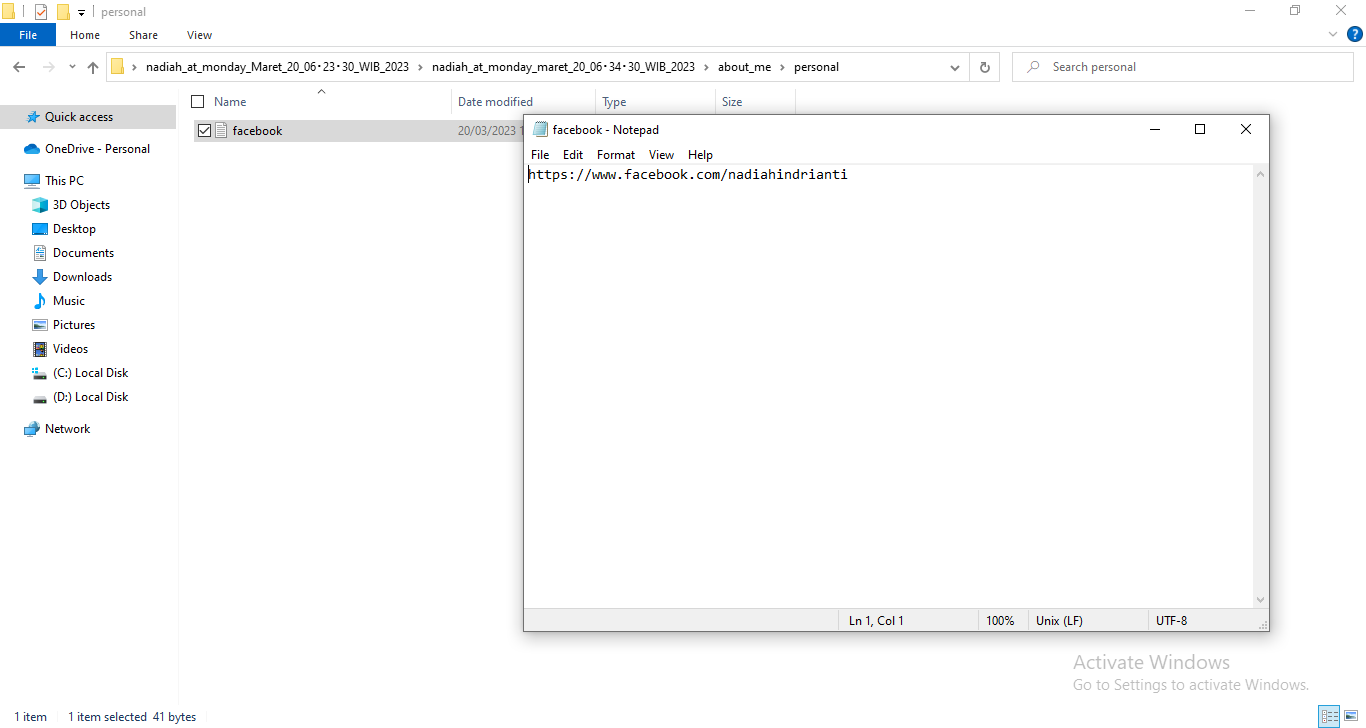 personal
File Home Share View
nadiah_at_monday_Maret_20_06·23·30_WIB_2023 nadiah_at_monday_maret_20_06·34·30_WIB_2023 about_me personal
Search personal
Name Date modified Type Size
facebook 20/03/2023 1
Quick access
OneDrive - Personal
This PC
3D Objects
Desktop
Documents
Downloads
Music
Pictures
Videos
(C:) Local Disk
(D:) Local Disk
Network
facebook - Notepad
File Edit Format View Help
https://www.facebook.com/nadiahindrianti
Ln 1, Col 1 100% Unix (LF) UTF-8
Activate Windows
Go to Settings to activate Windows.
1 item 1 item selected 41 bytes